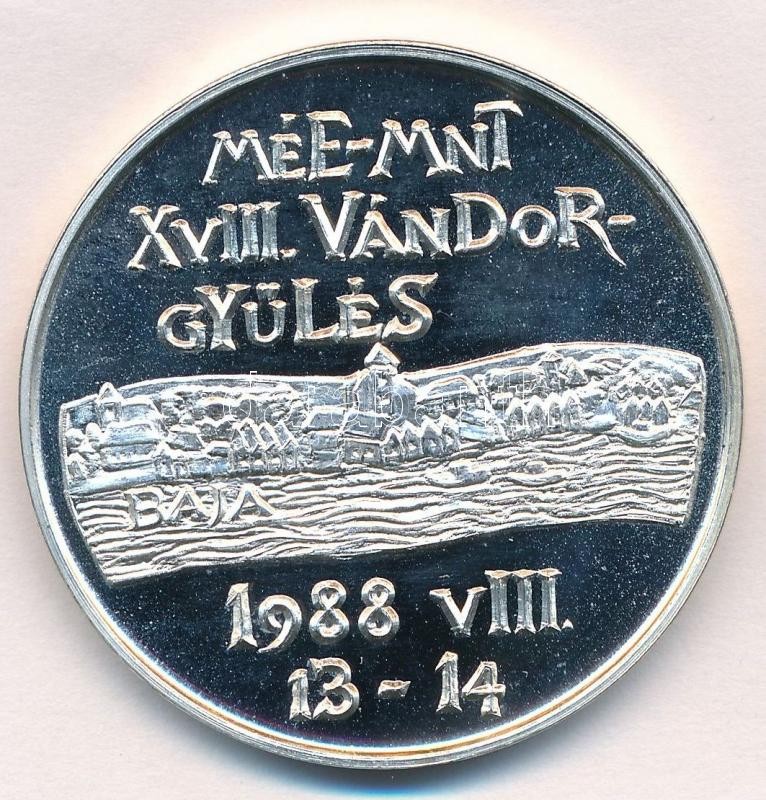 MÉE-MNT
XVIII. VÁNDOR-
GYŰLÉS
BAJA
1988 VIII.
13-14